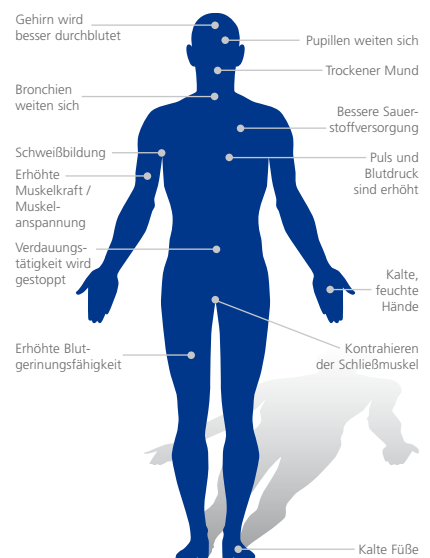 Gehirn wird
besser durchblutet
Pupillen weiten sich
Trockener Mund
Bronchien
weiten sich
Bessere Sauer-
stoffversorgung
Schweißbildung
Puls und
Blutdruck
sind erhöht
Erhöhte
Muskelkraft /
Muskel-
anspannung
Verdauungs-
tätigkeit wird
gestoppt
Kalte,
feuchte
Hände
Erhöhte Blut-
gerinungsfähigkeit
Kontrahieren
der Schließmuskel
Kalte Füße